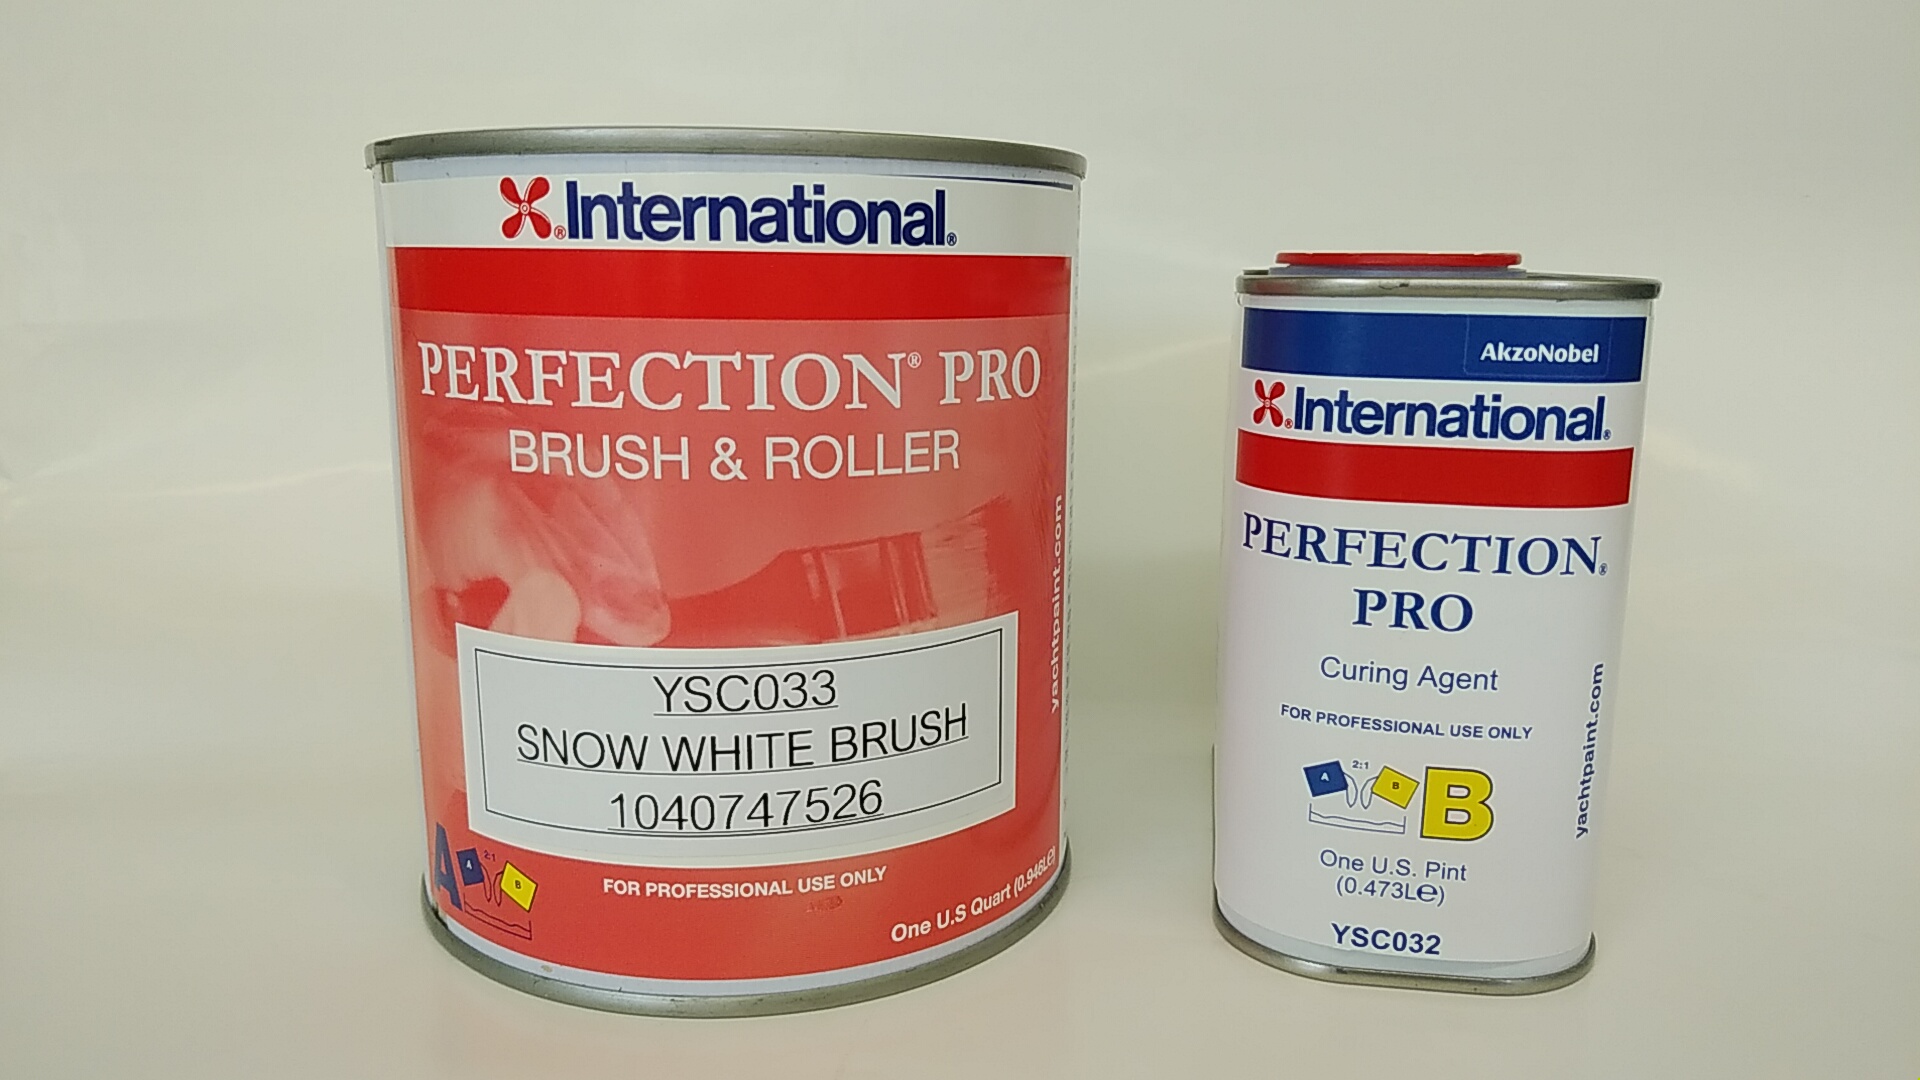 International®
PERFECTION® PRO
BRUSH & ROLLER
yachtpaint.com
YSC033
SNOW WHITE BRUSH
1040747526
A
2:1
A
B
FOR PROFESSIONAL USE ONLY
One U.S Quart (0.946L℮)
AkzoNobel
International®
PERFECTION®
PRO
Curing Agent
FOR PROFESSIONAL USE ONLY
yachtpaint.com
2:1
A
B
B
One U.S. Pint
(0.473L℮)
YSC032